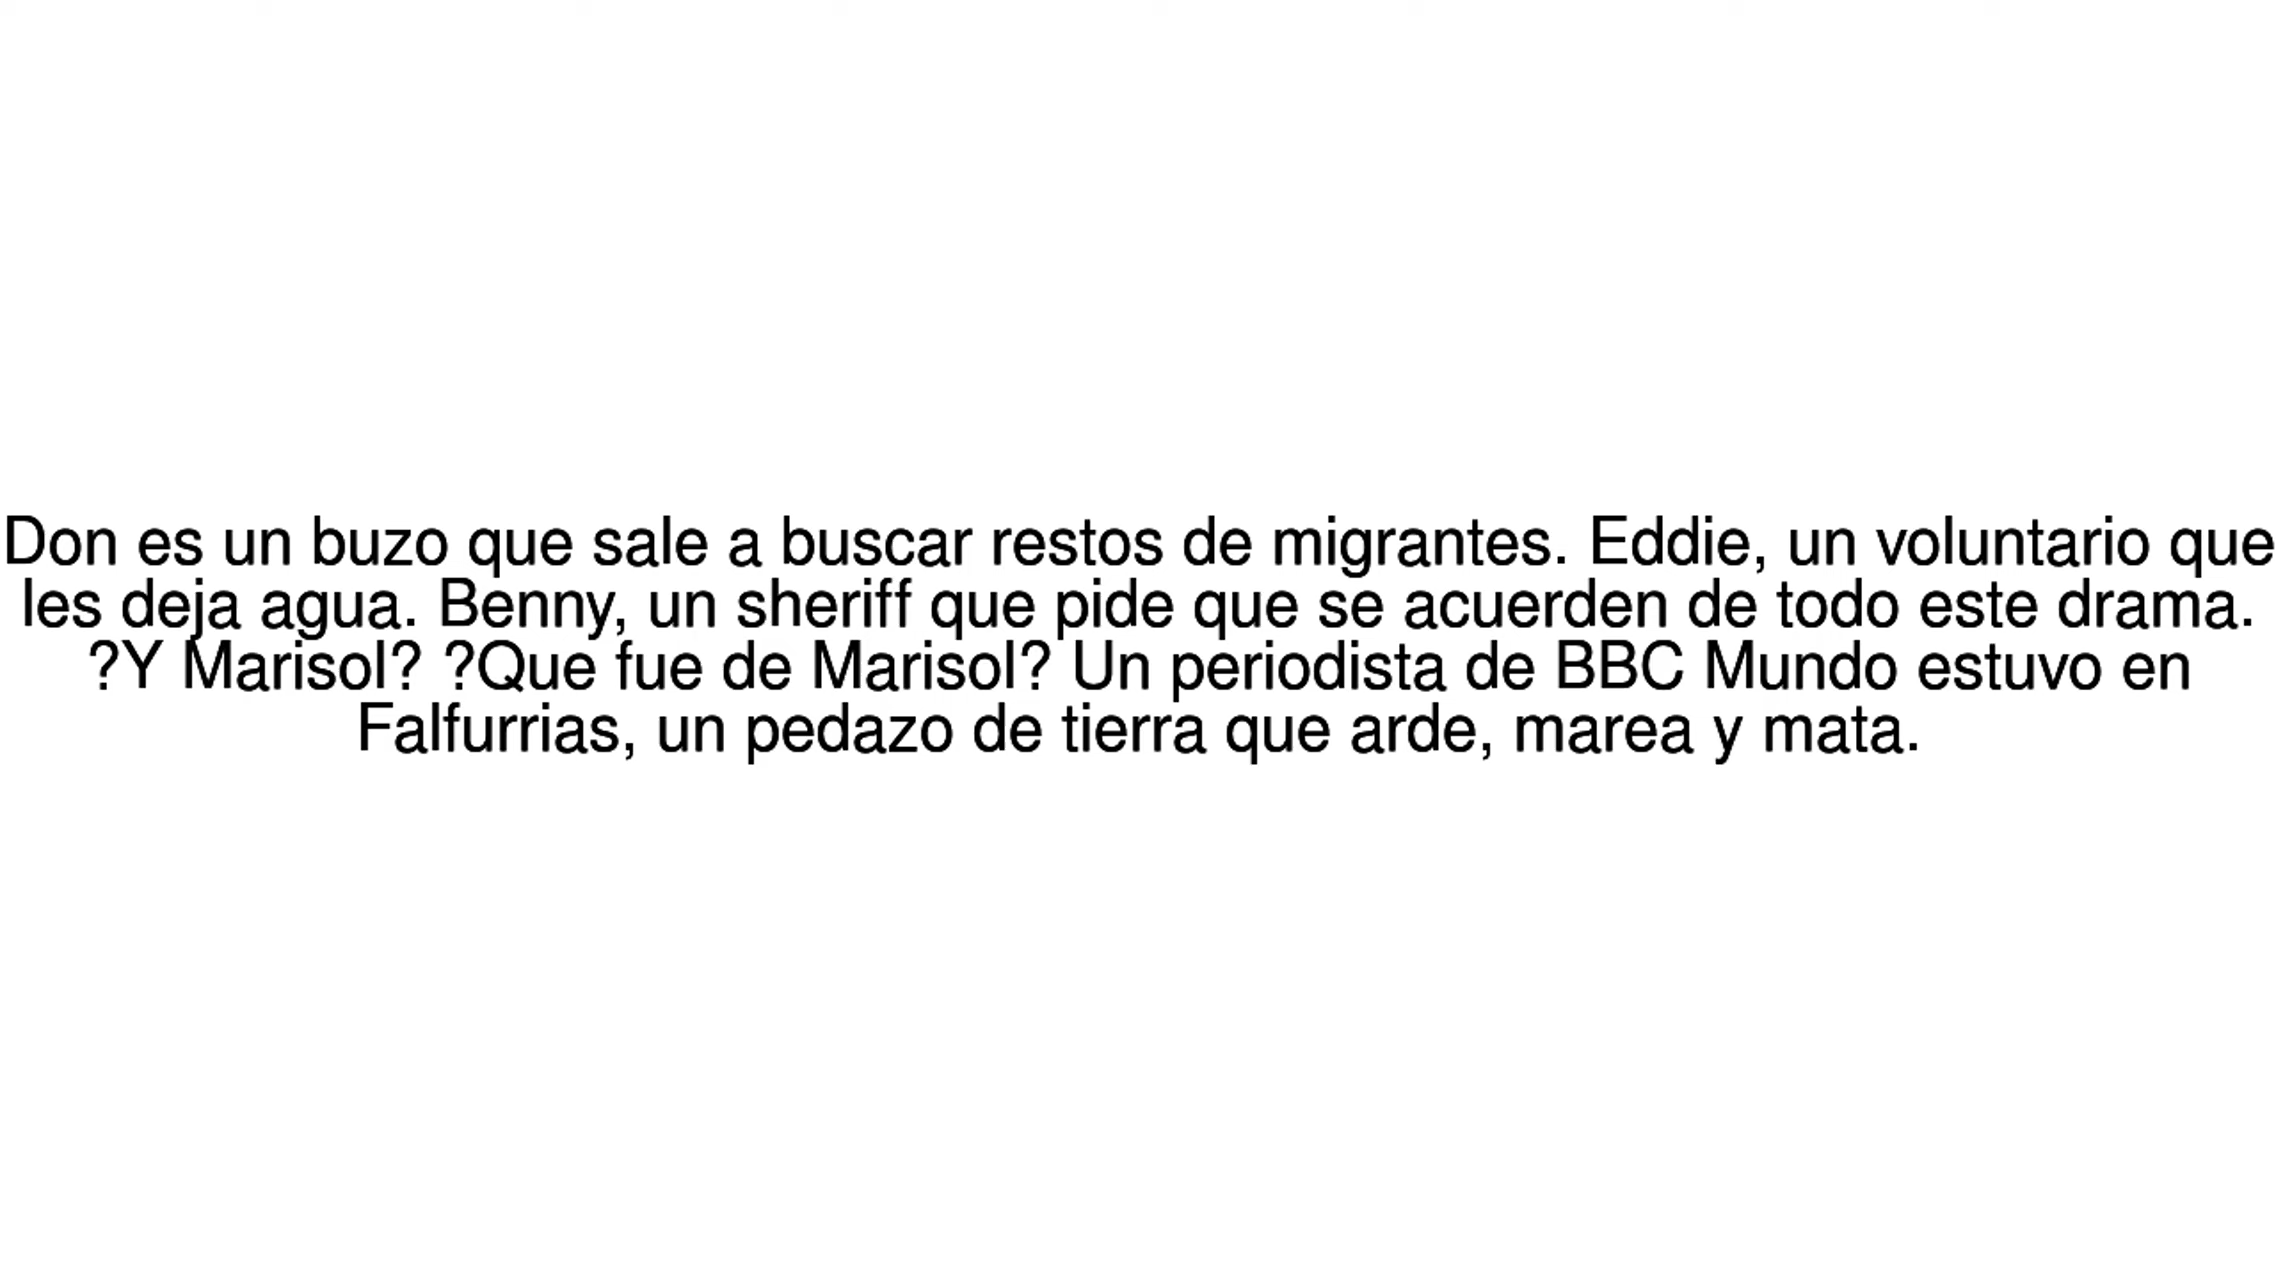 Don es un buzo que sale a buscar restos de migrantes. Eddie, un voluntario que
les deja agua. Benny, un sheriff que pide que se acuerden de todo este drama.
?Y Marisol? ?Que fue de Marisol? Un periodista de BBC Mundo estuvo en
Falfurrias, un pedazo de tierra que arde, marea y mata.